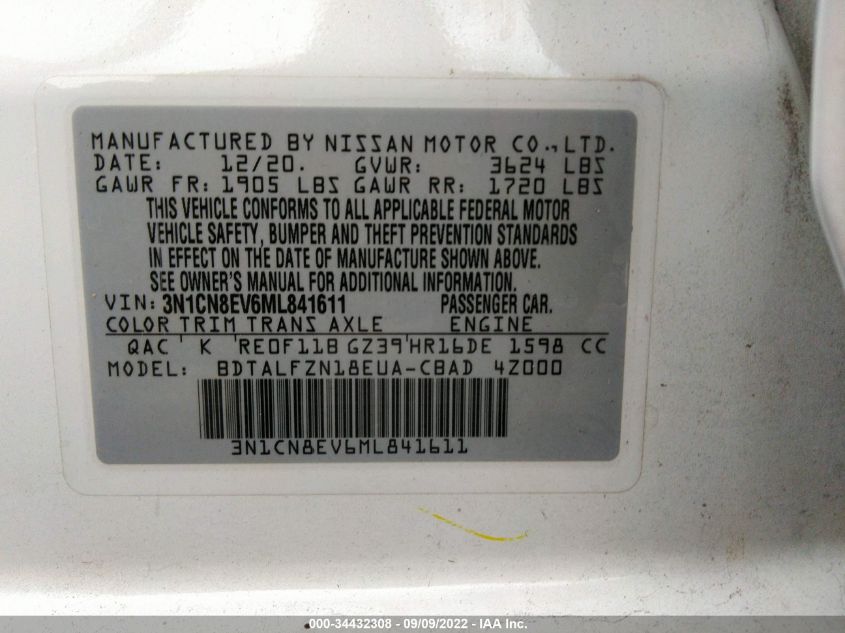 MANUFACTURED BY NISSAN MOTOR CO., LTD.
DATE: 12/20. GVWR: 3624 LBS
GAWR FR: 1905 LBS GAWR RR: 1720 LBS
THIS VEHICLE CONFORMS TO ALL APPLICABLE FEDERAL MOTOR
VEHICLE SAFETY, BUMPER AND THEFT PREVENTION STANDARDS
IN EFFECT ON THE DATE OF MANUFACTURE SHOWN ABOVE.
SEE OWNER'S MANUAL FOR ADDITIONAL INFORMATION.
VIN: 3N1CN8EV6ML841611 PASSENGER CAR.
COLOR TRIM TRANS AXLE ENGINE
QAC K RE0F11B GZ39 HR16DE 1598 CC
MODEL: BDTALFZN18EUA-CBAD 4Z000
3N1CN8EV6ML841611
000-34432308 - 09/09/2022 - IAA Inc.